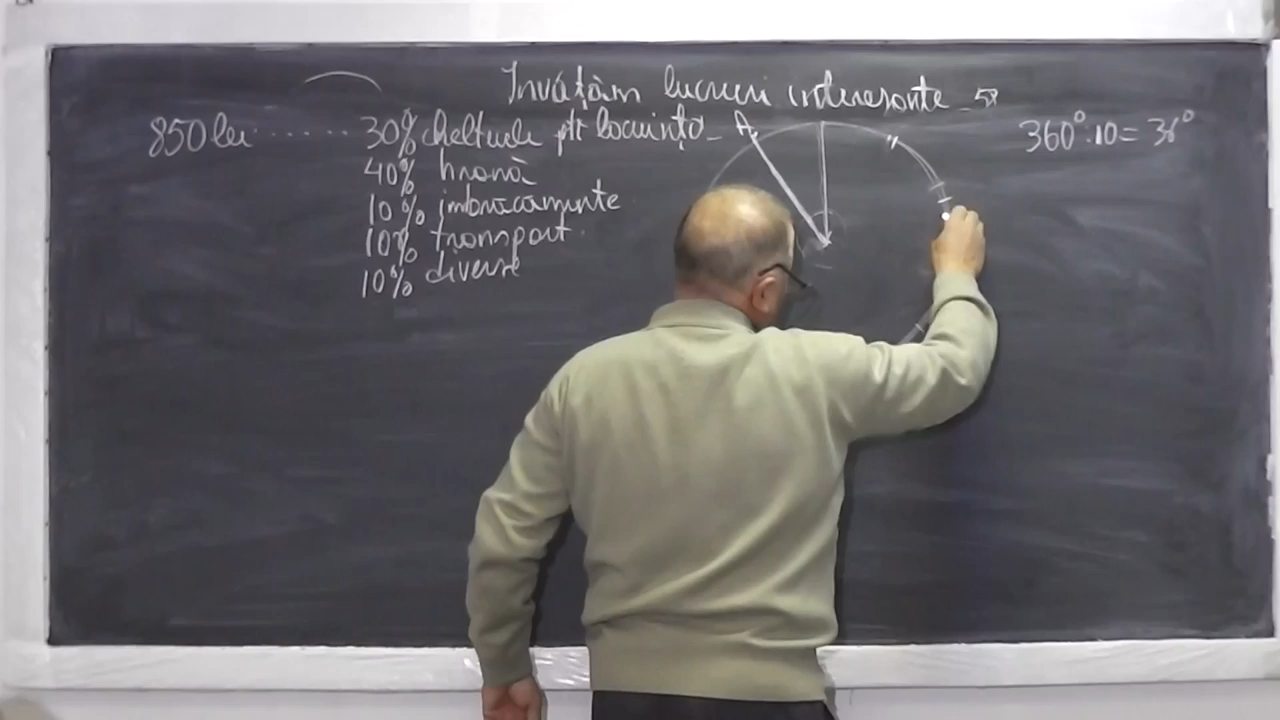 Învățăm lucruri interesante - 58
850 lei ...... 30% cheltuieli ptr locuință
A
360° : 10 = 36°
40% hrană
10% îmbrăcăminte
10% transport
10% diverse